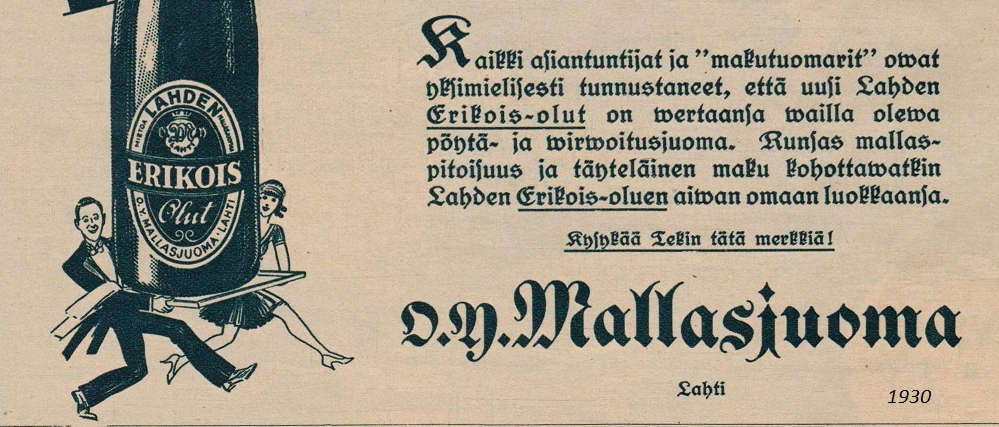 MIETOA
LAHDEN
ERIKOIS
Olut
O.Y. MALLASJUOMA · LAHTI
Kaikki asiantuntijat ja "makutuomarit" owat
yksimielisesti tunnustaneet, että uusi Lahden
Erikois-olut on wertaansa wailla olewa
pöytä- ja wirwoitusjuoma. Runsas mallas-
pitoisuus ja täyteläinen maku kohottawatkin
Lahden Erikois-oluen aiwan omaan luokkaansa.
Kysykää Tekin tätä merkkiä!
O.Y. Mallasjuoma
Lahti
1930